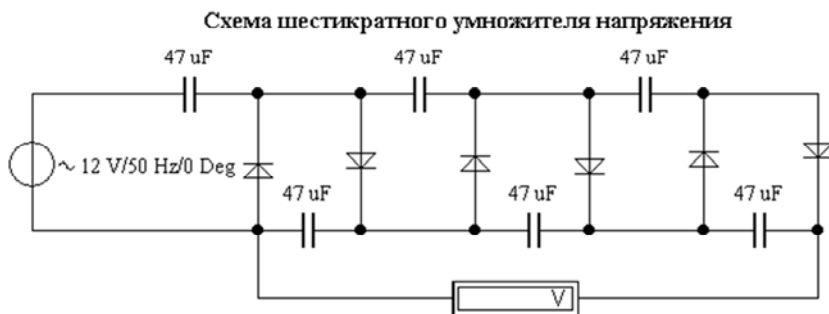 Схема шестикратного умножителя напряжения
47 uF
47 uF
47 uF
~ 12 V/50 Hz/0 Deg
47 uF
47 uF
47 uF
V